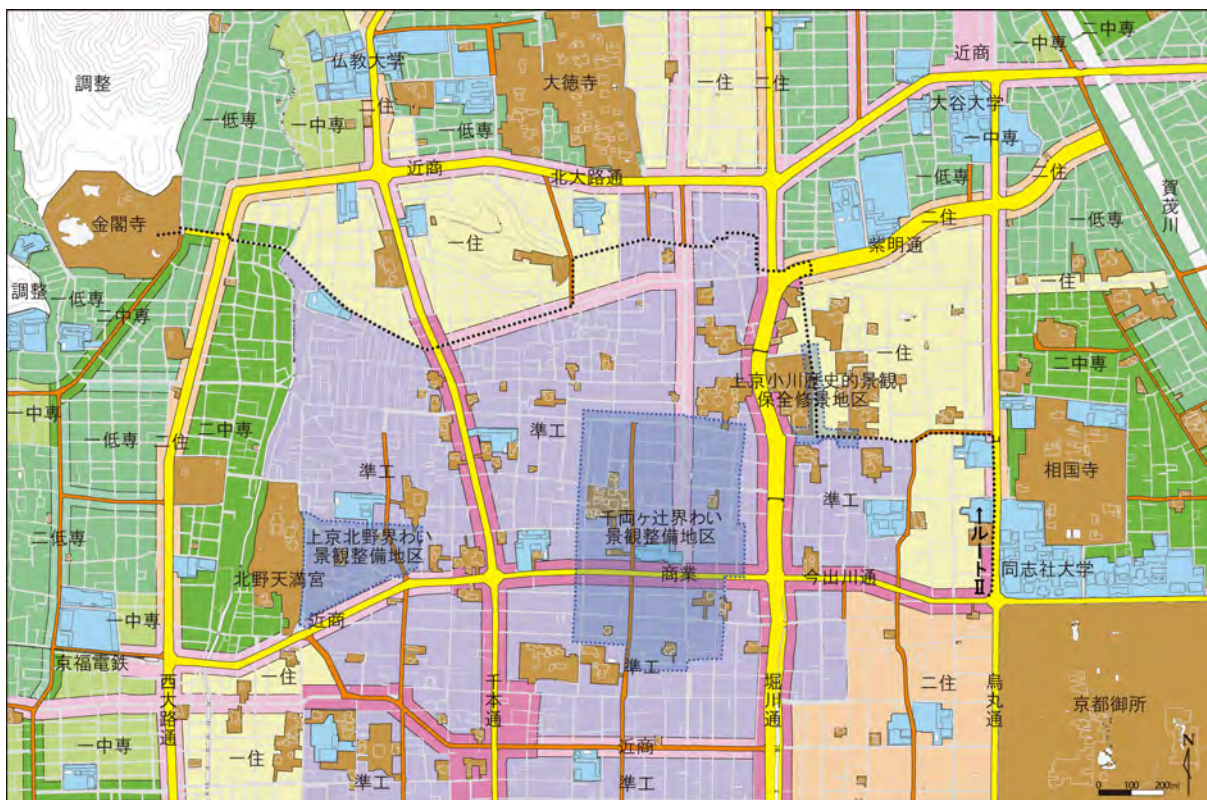 二中専
一中専
近商
仏教大学
大徳寺
一住
二住
調整
大谷大学
二住
一低専
一中専
一低専
一中専
近商
北大路通
一低専
二住
賀茂川
二住
金閣寺
一低専
一住
紫明通
一住
調整
一低専
二中専
一住
二中専
上京小川歴史的景観
保全修景地区
一中専
二住
二中専
一低専
準工
準工
準工
相国寺
千両ヶ辻界わい
景観整備地区
←ルートⅡ
二低専
上京北野界わい
景観整備地区
北野天満宮
商業
今出川通
同志社大学
一中専
近商
京福電鉄
準工
一住
西大路通
千本通
堀川通
二住
烏丸通
京都御所
一中専
一住
近商
準工
準工
N
0 100 200(m)